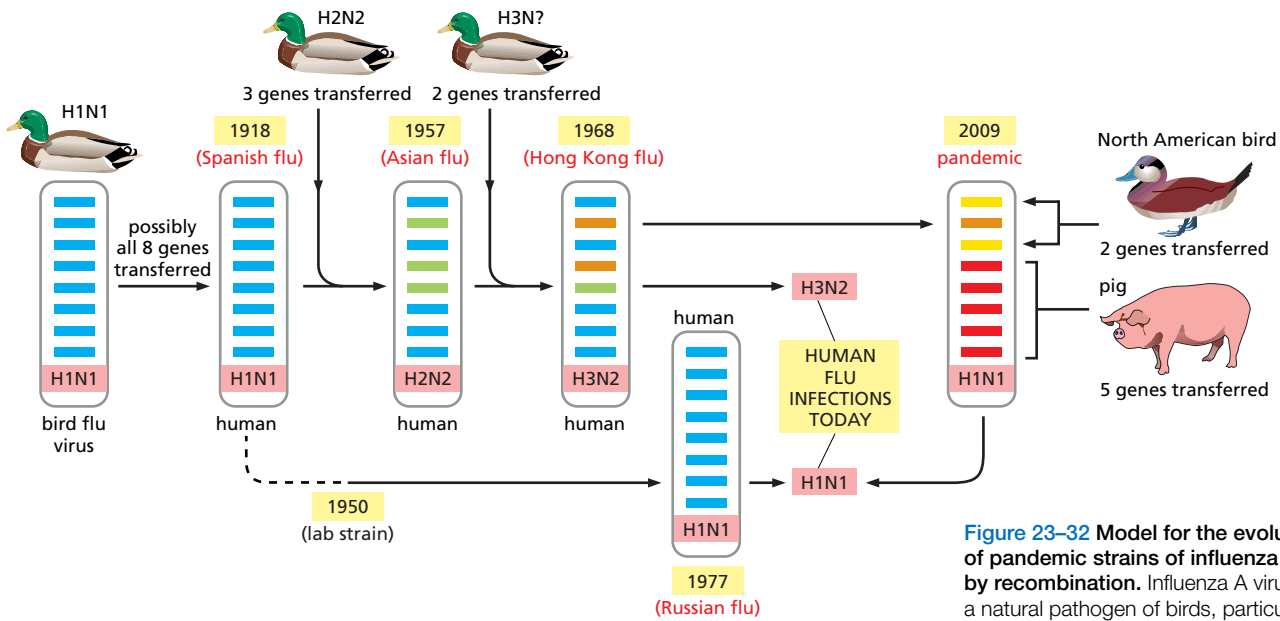 H2N2
3 genes transferred
H3N?
2 genes transferred
H1N1
1918
(Spanish flu)
1957
(Asian flu)
1968
(Hong Kong flu)
2009
pandemic
North American bird
2 genes transferred
pig
5 genes transferred
possibly
all 8 genes
transferred
H1N1
bird flu
virus
H1N1
human
H2N2
human
H3N2
human
H3N2
HUMAN
FLU
INFECTIONS
TODAY
H1N1
human
H1N1
1977
(Russian flu)
H1N1
1950
(lab strain)
Figure 23–32 Model for the evolu
of pandemic strains of influenza
by recombination. Influenza A viru
a natural pathogen of birds, particu